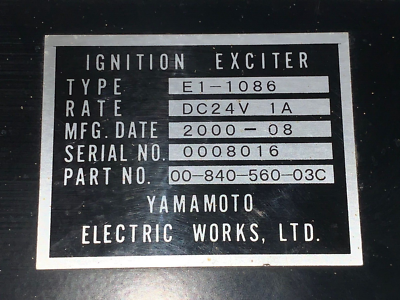 IGNITION EXCITER
TYPE E1-1086
RATE DC24V 1A
MFG. DATE 2000-08
SERIAL NO. 0008016
PART NO. 00-840-560-03C
YAMAMOTO
ELECTRIC WORKS, LTD.